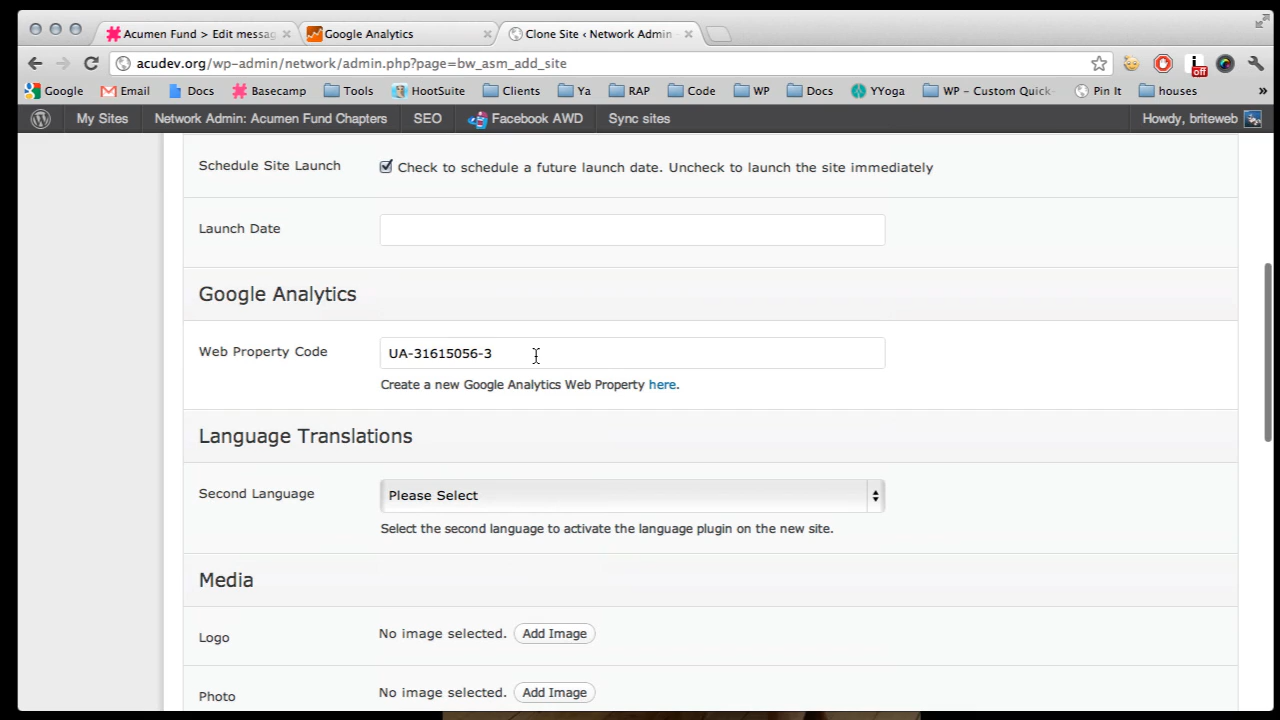 Acumen Fund > Edit messag
Google Analytics
Clone Site ‹ Network Admin
acudev.org/wp-admin/network/admin.php?page=bw_asm_add_site
Google Email Docs Basecamp Tools HootSuite Clients Ya RAP Code WP Docs YYoga WP - Custom Quick- Pin It houses »
off
My Sites Network Admin: Acumen Fund Chapters SEO Facebook AWD Sync sites Howdy, briteweb
Schedule Site Launch Check to schedule a future launch date. Uncheck to launch the site immediately
Launch Date
Google Analytics
Web Property Code UA-31615056-3
Create a new Google Analytics Web Property here.
Language Translations
Second Language Please Select
Select the second language to activate the language plugin on the new site.
Media
Logo No image selected. Add Image
Photo No image selected. Add Image